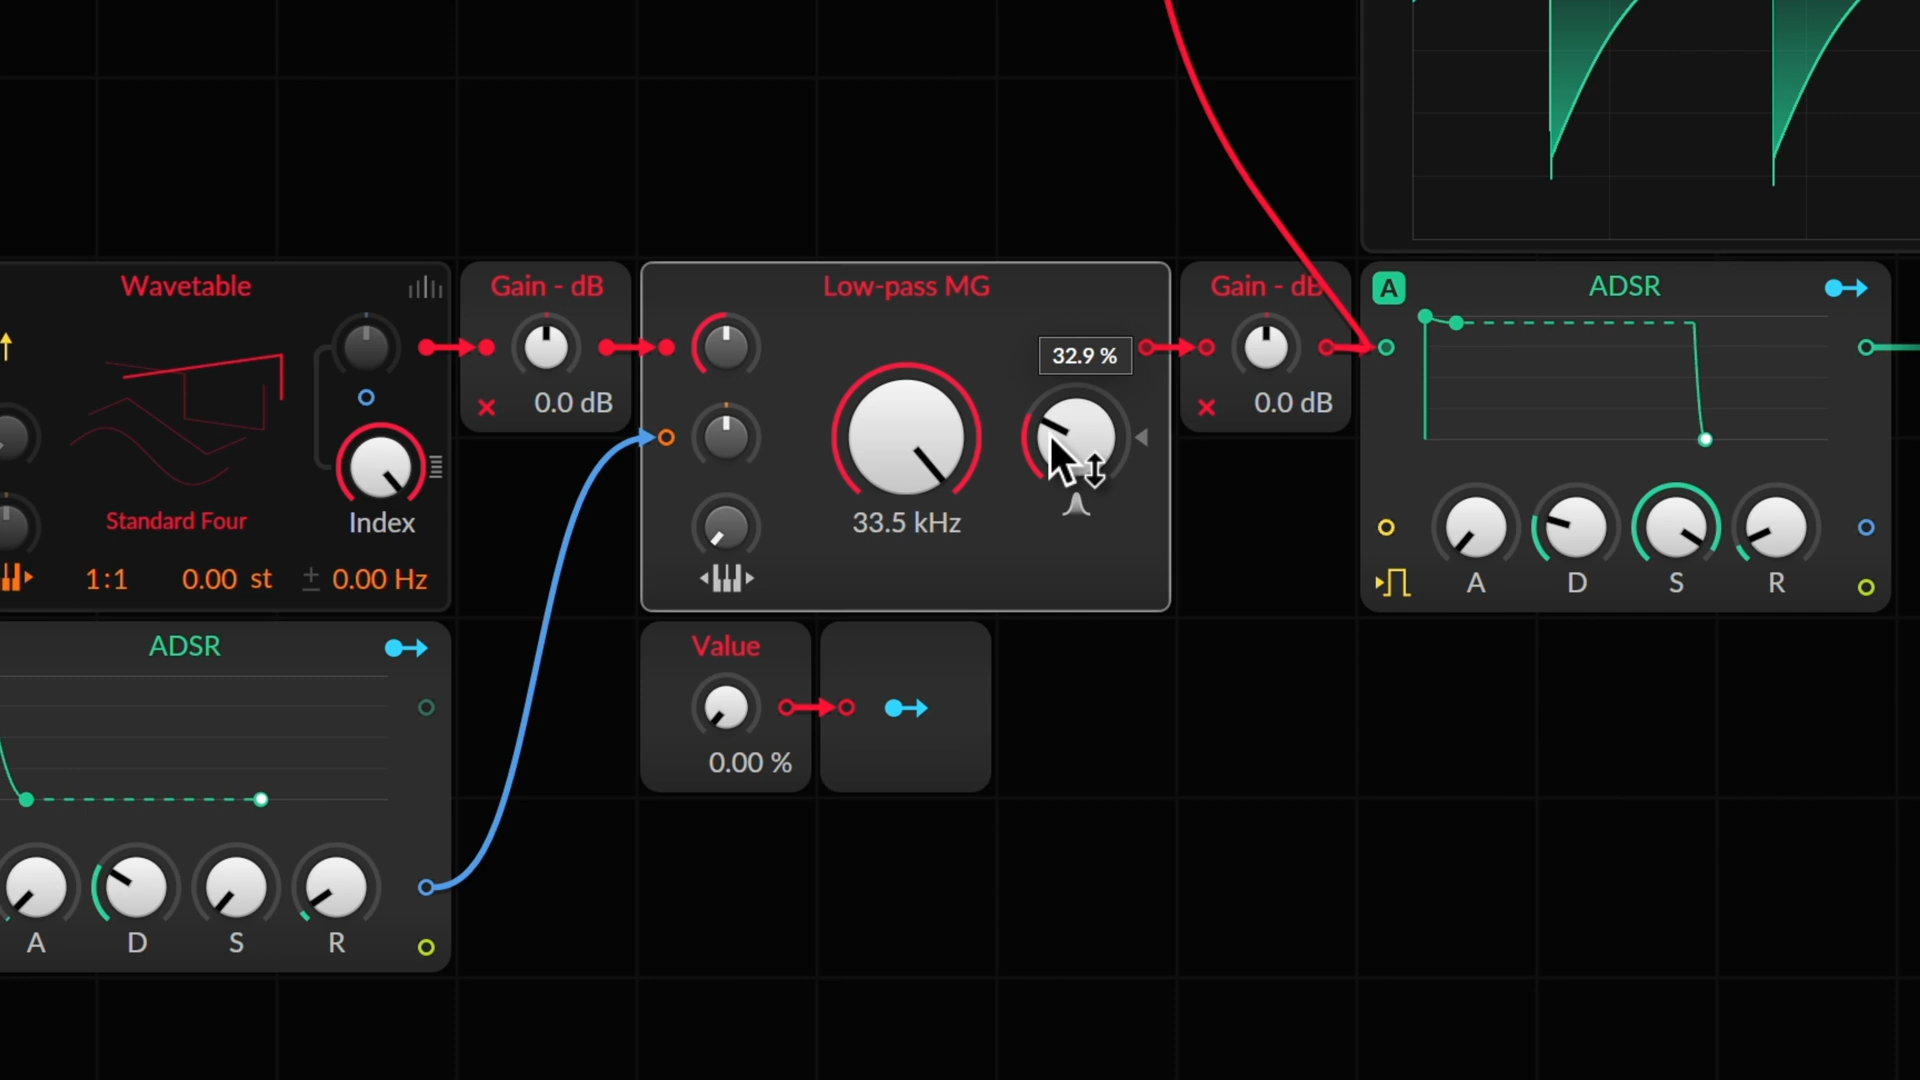 Wavetable
Standard Four
Index
1:1 0.00 st ± 0.00 Hz
Gain - dB
0.0 dB
Low-pass MG
32.9 %
33.5 kHz
Gain - dB
0.0 dB
A
ADSR
A D S R
ADSR
A D S R
Value
0.00 %